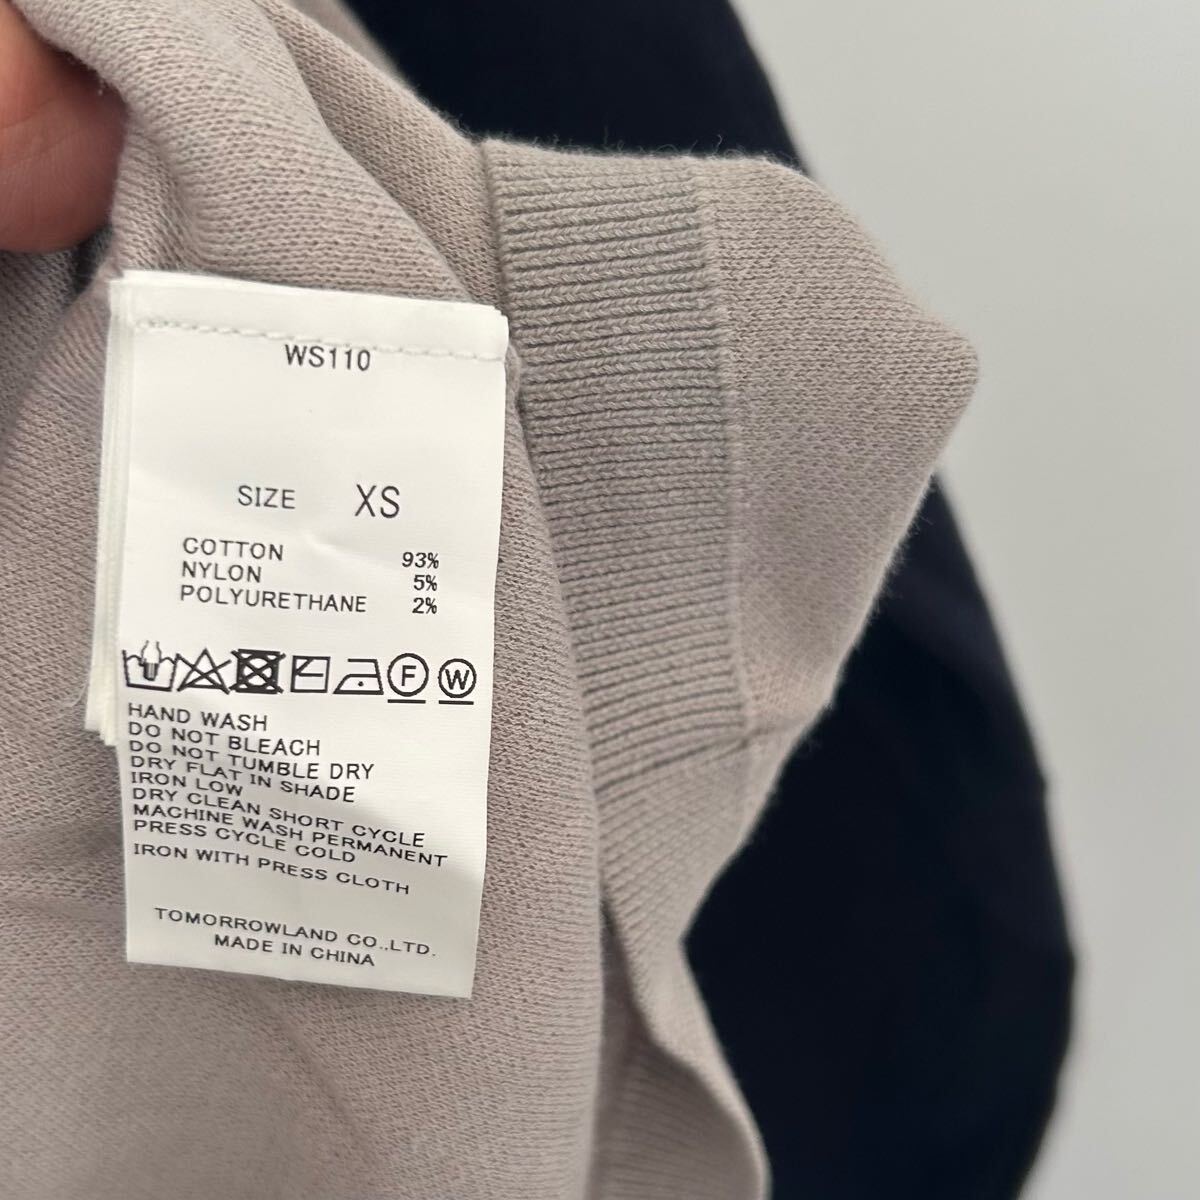 WS110
SIZE XS
COTTON 93%
NYLON 5%
POLYURETHANE 2%
F W
HAND WASH
DO NOT BLEACH
DO NOT TUMBLE DRY
DRY FLAT IN SHADE
IRON LOW
DRY CLEAN SHORT CYCLE
MACHINE WASH PERMANENT
PRESS CYCLE COLD
IRON WITH PRESS CLOTH
TOMORROWLAND CO.,LTD.
MADE IN CHINA